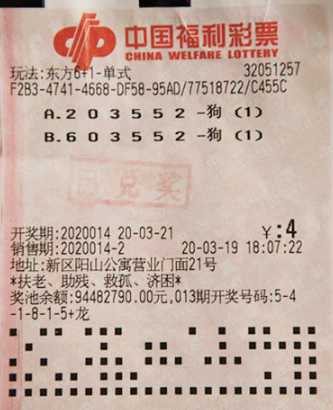 中国福利彩票
CHINA WELFARE LOTTERY
玩法:东方6+1-单式 32051257
F2B3-4741-4668-DF58-95AD/77518722/C455C
A.203552-狗 (1)
B.603552-狗 (1)
已兑奖
开奖期:2020014 20-03-21 ¥:4
销售期:2020014-2 20-03-19 18:07:22
地址:新区阳山公寓营业门面21号
*扶老、助残、救孤、济困*
奖池余额:94482790.00元,013期开奖号码:5-4
-1-8-1-5+龙